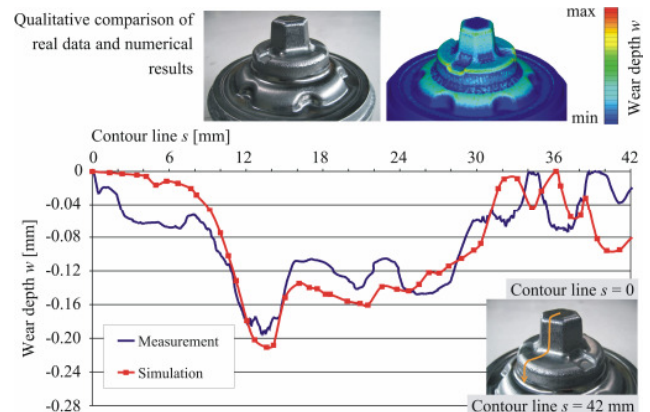 Qualitative comparison of
real data and numerical
results
max
min
Wear depth w
Contour line s [mm]
0 6 12 18 24 30 36 42
0
-0.04
-0.08
-0.12
-0.16
-0.20
-0.24
-0.28
Wear depth w [mm]
Measurement
Simulation
Contour line s = 0
Contour line s = 42 mm